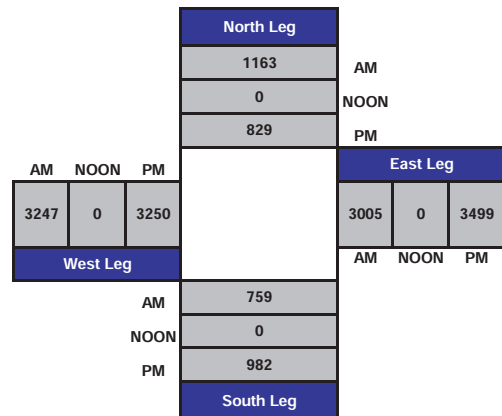 North Leg
1163 AM
0 NOON
829 PM
AM NOON PM
East Leg
3247 0 3250
3005 0 3499
West Leg
AM NOON PM
AM 759
NOON 0
PM 982
South Leg